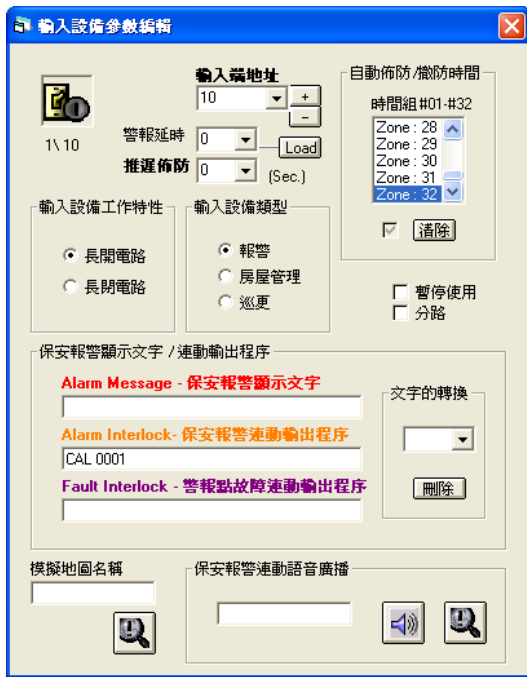 輸入設備參數編輯
輸入端地址
10
+
−
1\ 10
警報延時
0
Load
推遲佈防
0
(Sec.)
自動佈防 /撤防時間
時間組#01-#32
Zone : 28
Zone : 29
Zone : 30
Zone : 31
Zone : 32
清除
輸入設備工作特性
長開電路
長閉電路
輸入設備類型
報警
房屋管理
巡更
暫停使用
分路
保安報警顯示文字 / 連動輸出程序
Alarm Message - 保安報警顯示文字
Alarm Interlock- 保安報警連動輸出程序
CAL 0001
Fault Interlock - 警報點故障連動輸出程序
文字的轉換
刪除
模擬地圖名稱
保安報警連動語音廣播